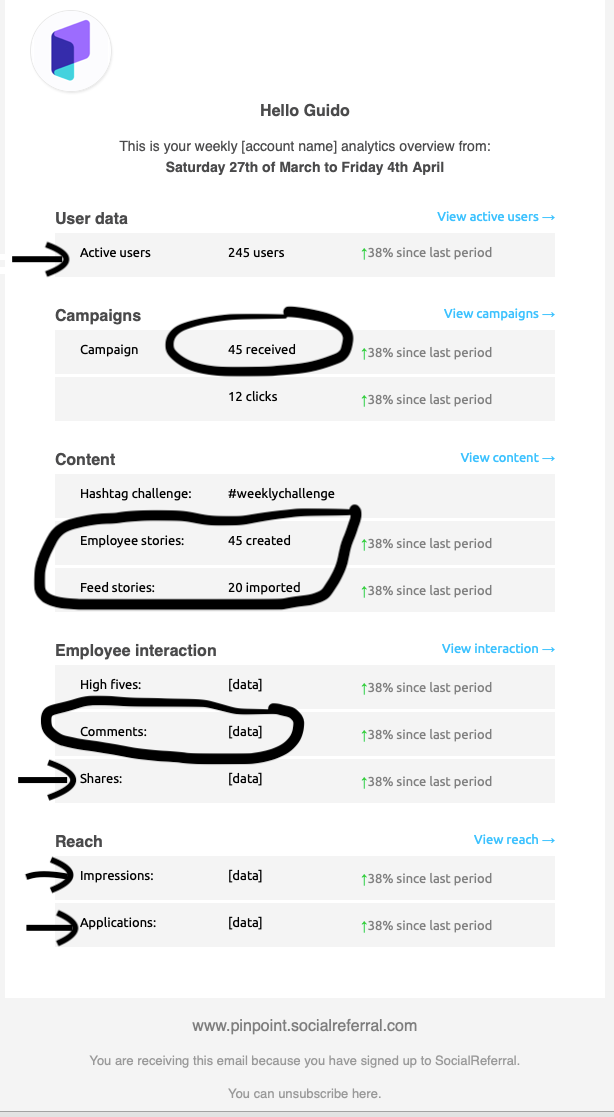 Hello Guido
This is your weekly [account name] analytics overview from:
Saturday 27th of March to Friday 4th April
User data View active users →
Active users 245 users ↑38% since last period
Campaigns View campaigns →
Campaign 45 received ↑38% since last period
12 clicks ↑38% since last period
Content View content →
Hashtag challenge: #weeklychallenge
Employee stories: 45 created ↑38% since last period
Feed stories: 20 imported ↑38% since last period
Employee interaction View interaction →
High fives: [data] ↑38% since last period
Comments: [data] ↑38% since last period
Shares: [data] ↑38% since last period
Reach View reach →
Impressions: [data] ↑38% since last period
Applications: [data] ↑38% since last period
www.pinpoint.socialreferral.com
You are receiving this email because you have signed up to SocialReferral.
You can unsubscribe here.